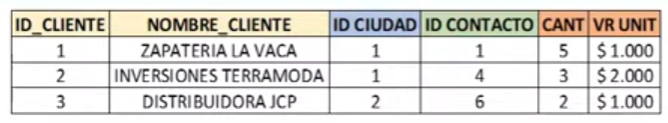 ID_CLIENTE NOMBRE_CLIENTE ID CIUDAD ID CONTACTO CANT VR UNIT
1 ZAPATERIA LA VACA 1 1 5 $ 1.000
2 INVERSIONES TERRAMODA 1 4 3 $ 2.000
3 DISTRIBUIDORA JCP 2 6 2 $ 1.000